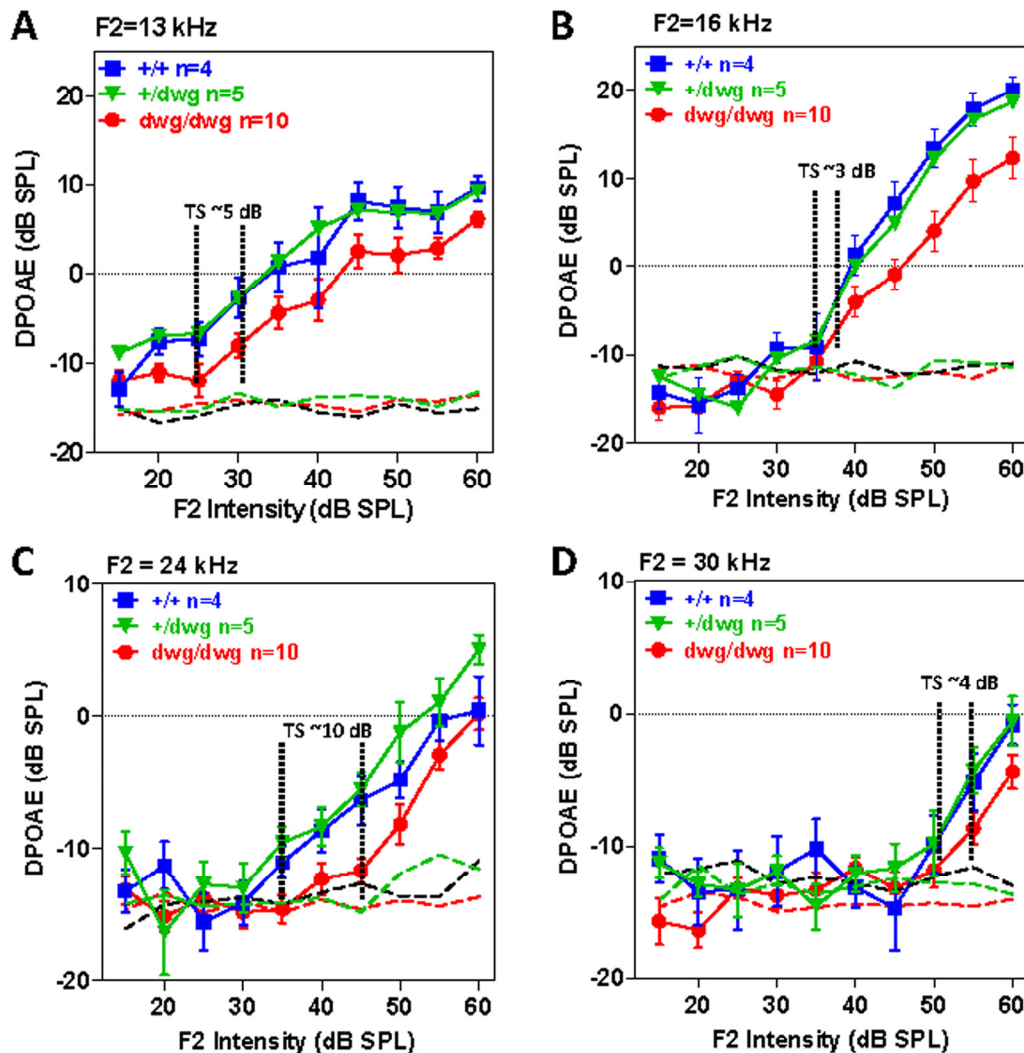 A
F2=13 kHz
+/+ n=4
+/dwg n=5
dwg/dwg n=10
TS ~5 dB
20
10
0
-10
-20
DPOAE (dB SPL)
20 30 40 50 60
F2 Intensity (dB SPL)
B
F2=16 kHz
+/+ n=4
+/dwg n=5
dwg/dwg n=10
TS ~3 dB
20
10
0
-10
-20
DPOAE (dB SPL)
20 30 40 50 60
F2 Intensity (dB SPL)
C
F2 = 24 kHz
+/+ n=4
+/dwg n=5
dwg/dwg n=10
TS ~10 dB
10
0
-10
-20
DPOAE (dB SPL)
20 30 40 50 60
F2 Intensity (dB SPL)
D
F2 = 30 kHz
+/+ n=4
+/dwg n=5
dwg/dwg n=10
TS ~4 dB
10
0
-10
-20
DPOAE (dB SPL)
20 30 40 50 60
F2 Intensity (dB SPL)